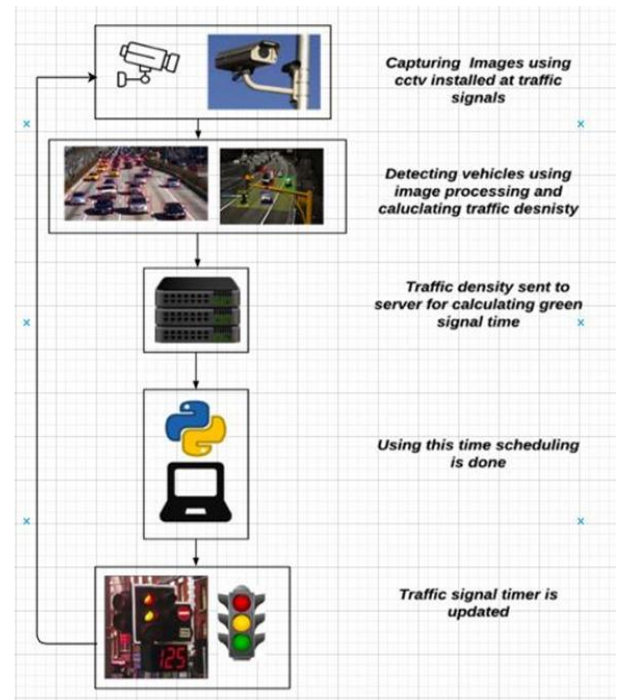 Capturing Images using
cctv installed at traffic
signals
Detecting vehicles using
image processing and
caluclating traffic desnisty
Traffic density sent to
server for calculating green
signal time
Using this time scheduling
is done
125
Traffic signal timer is
updated